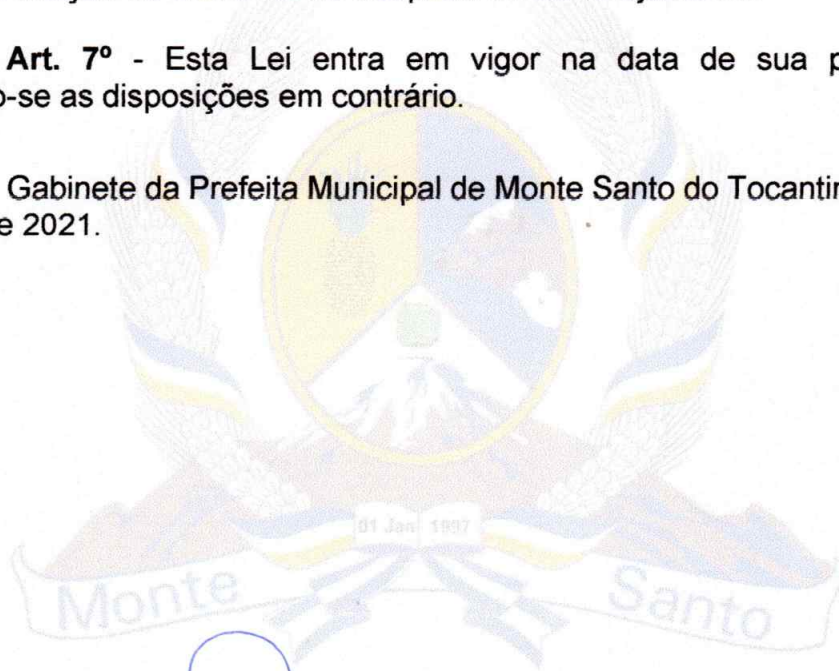 Art. 7º - Esta Lei entra em vigor na data de sua p
o-se as disposições em contrário.
Gabinete da Prefeita Municipal de Monte Santo do Tocantin
e 2021.
01 Jan 1997
Monte Santo